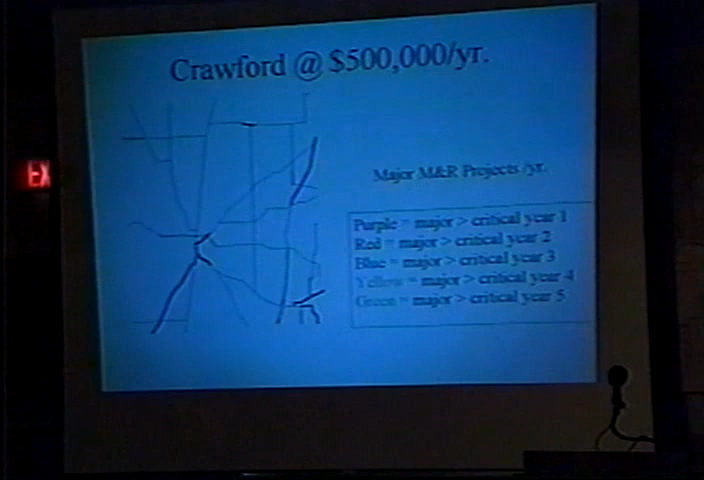 Crawford @ $500,000/yr.
Major M&R Projects /yr.
Purple = major > critical year 1
Red = major > critical year 2
Blue = major > critical year 3
Yellow = major > critical year 4
Green = major > critical year 5
EX